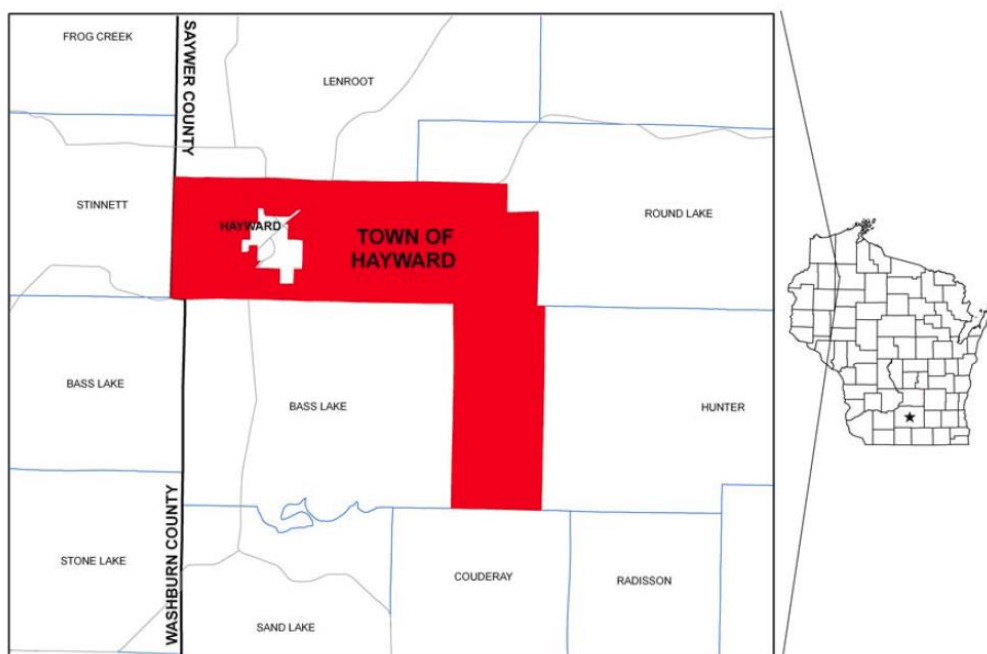 FROG CREEK
SAYWER COUNTY
LENROOT
STINNETT
HAYWARD
TOWN OF
HAYWARD
ROUND LAKE
BASS LAKE
BASS LAKE
HUNTER
WASHBURN COUNTY
STONE LAKE
COUDERAY
RADISSON
SAND LAKE